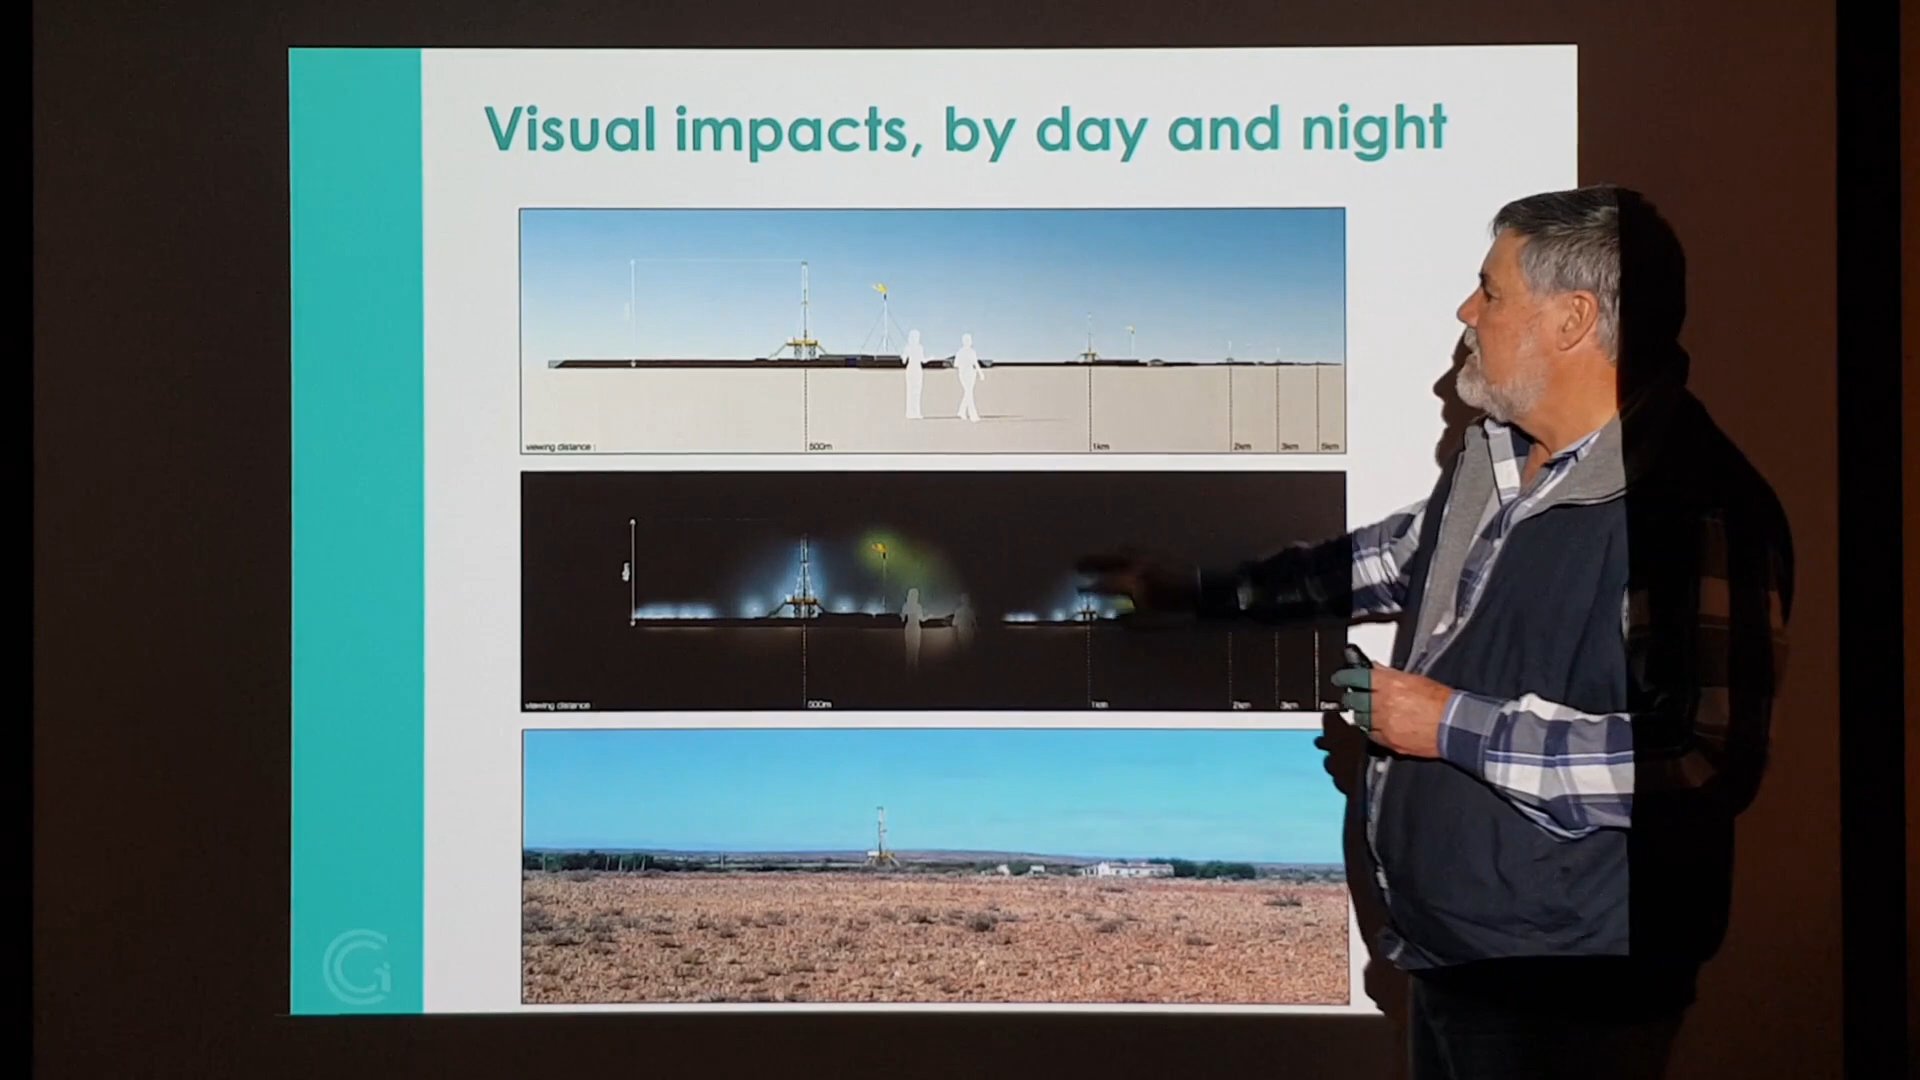 Visual impacts, by day and night
viewing distance :
500m
1km
2km
3km
5km
viewing distance
500m
1km
2km
3km
5km